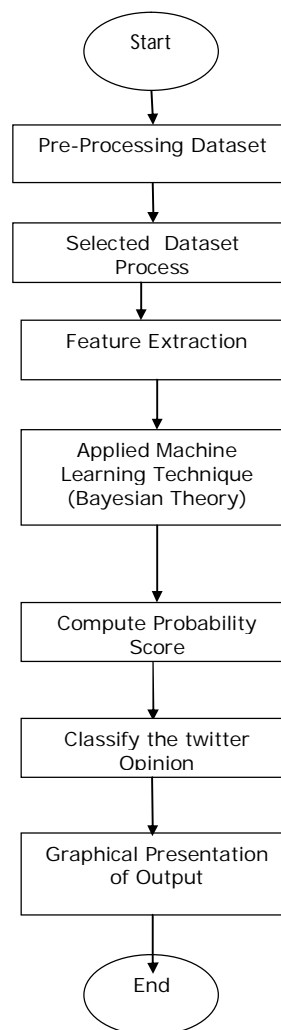 Start
Pre-Processing Dataset
Selected Dataset
Process
Feature Extraction
Applied Machine
Learning Technique
(Bayesian Theory)
Compute Probability
Score
Classify the twitter
Opinion
Graphical Presentation
of Output
End